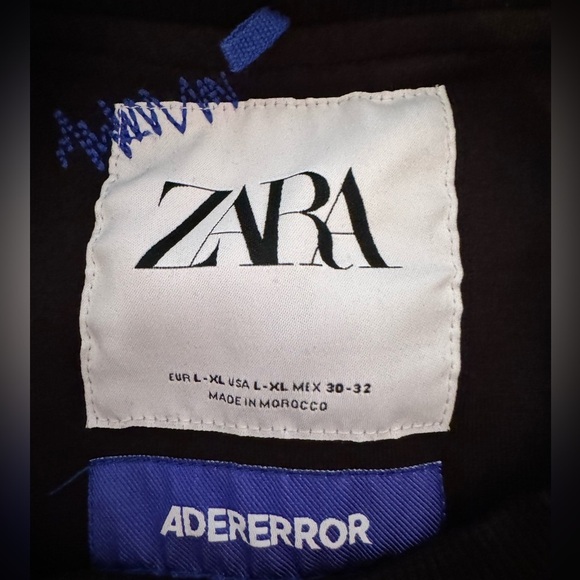 ZARA
EUR L-XL USA L-XL MEX 30-32
MADE IN MOROCCO
ADERERROR